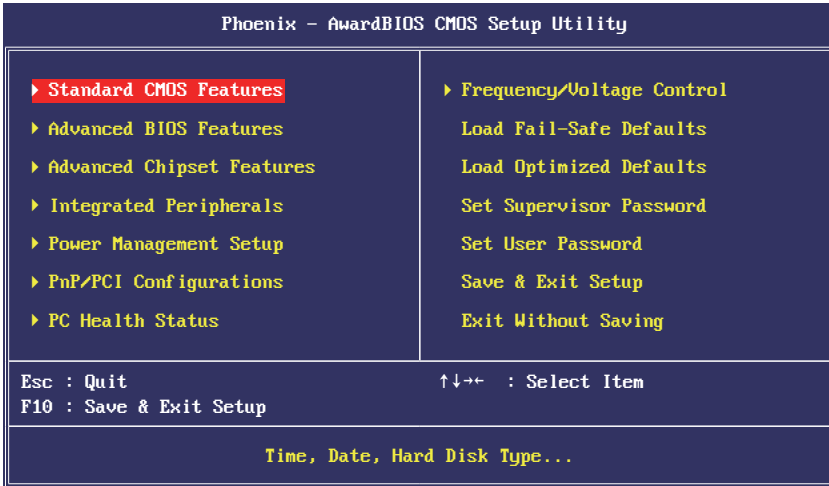 Phoenix - AwardBIOS CMOS Setup Utility
Standard CMOS Features
Advanced BIOS Features
Advanced Chipset Features
Integrated Peripherals
Power Management Setup
PnP/PCI Configurations
PC Health Status
Frequency/Voltage Control
Load Fail-Safe Defaults
Load Optimized Defaults
Set Supervisor Password
Set User Password
Save & Exit Setup
Exit Without Saving
Esc : Quit
F10 : Save & Exit Setup
↑↓→← : Select Item
Time, Date, Hard Disk Type...